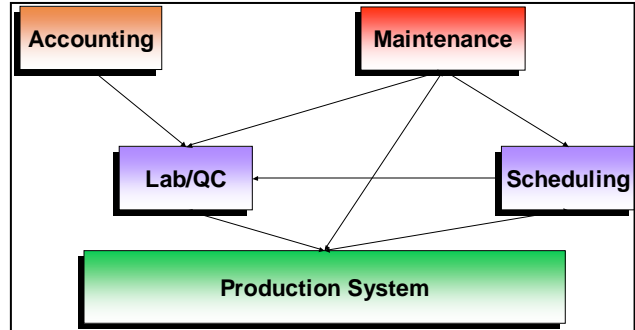 Accounting
Maintenance
Lab/QC
Scheduling
Production System